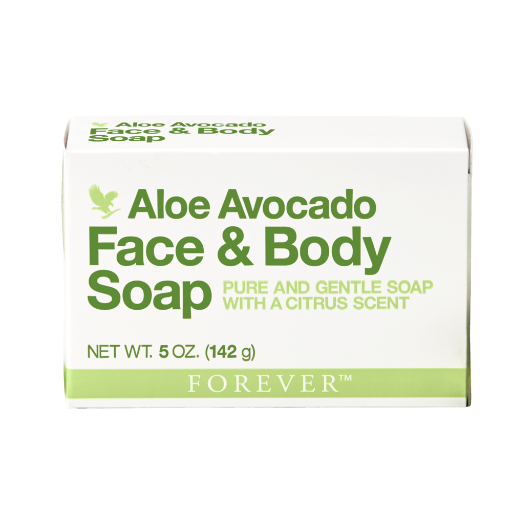 Aloe Avocado
Face & Body
Soap
Aloe Avocado
Face & Body
Soap
PURE AND GENTLE SOAP
WITH A CITRUS SCENT
NET WT. 5 OZ. (142 g)
FOREVER™